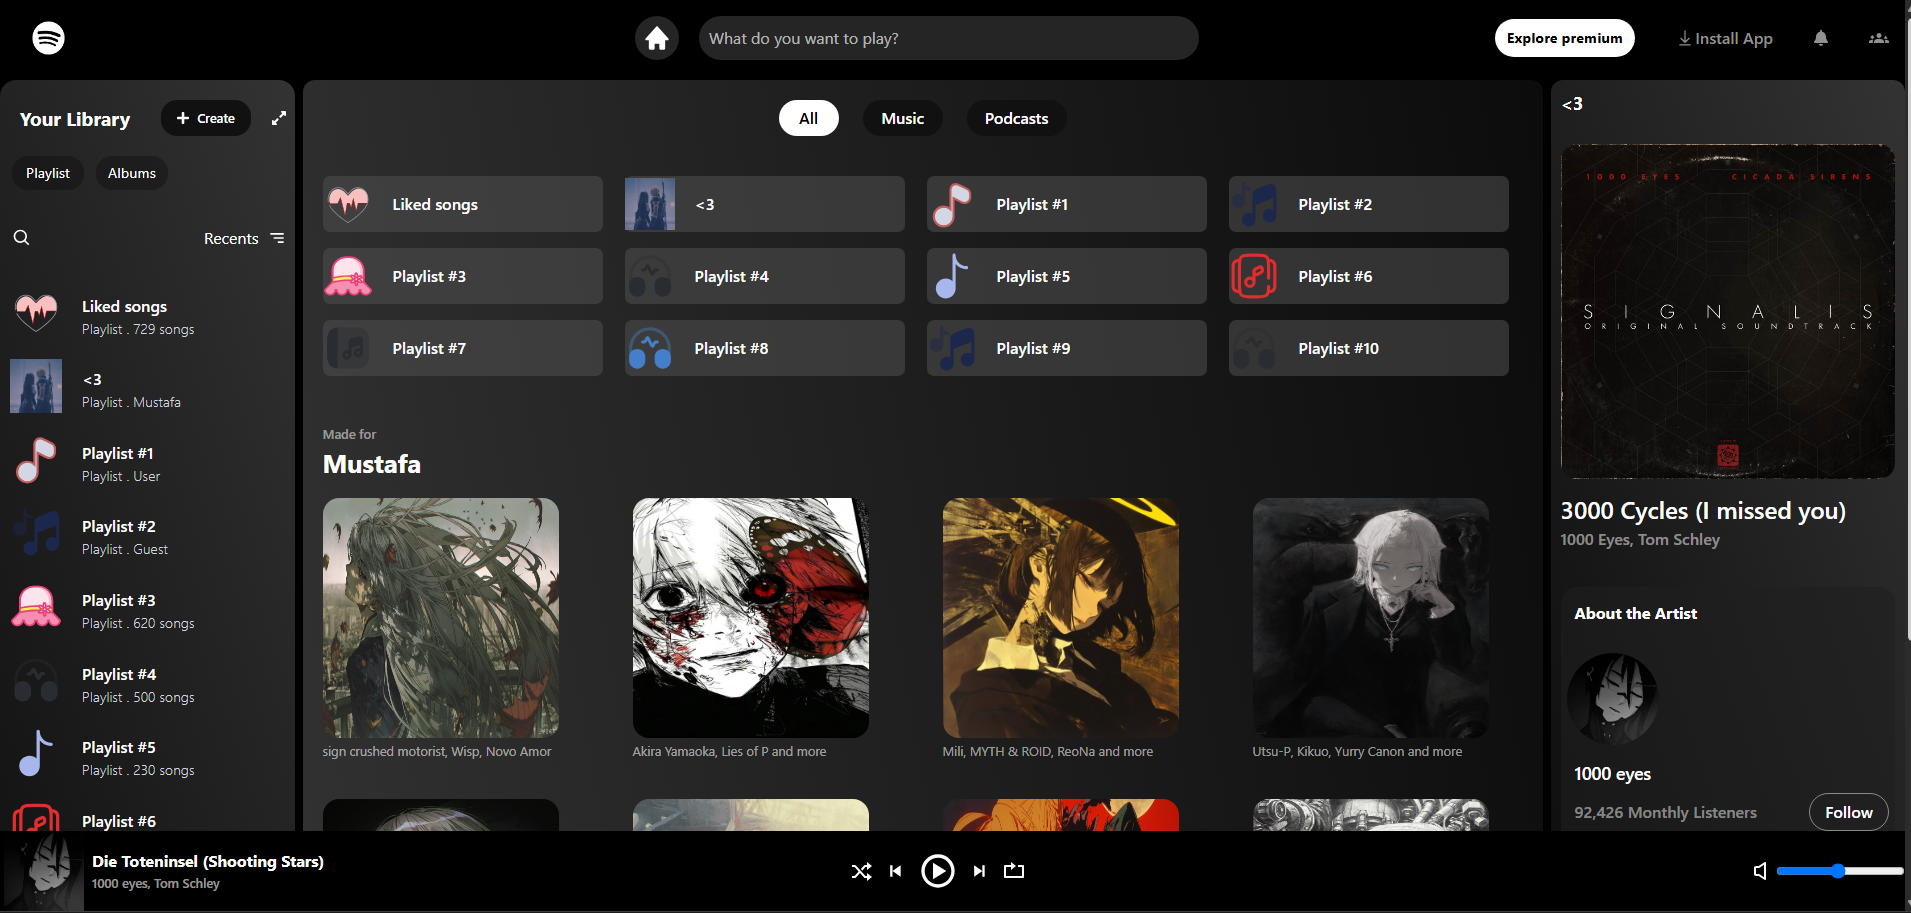 What do you want to play?
Explore premium
Install App
Your Library
Create
Playlist
Albums
Recents
Liked songs
Playlist . 729 songs
<3
Playlist . Mustafa
Playlist #1
Playlist . User
Playlist #2
Playlist . Guest
Playlist #3
Playlist . 620 songs
Playlist #4
Playlist . 500 songs
Playlist #5
Playlist . 230 songs
Playlist #6
All
Music
Podcasts
Liked songs
<3
Playlist #1
Playlist #2
Playlist #3
Playlist #4
Playlist #5
Playlist #6
Playlist #7
Playlist #8
Playlist #9
Playlist #10
Made for
Mustafa
sign crushed motorist, Wisp, Novo Amor
Akira Yamaoka, Lies of P and more
Mili, MYTH & ROID, ReoNa and more
Utsu-P, Kikuo, Yurry Canon and more
<3
1000 EYES
CICADA SIRENS
SIGNALIS
ORIGINAL SOUNDTRACK
3000 Cycles (I missed you)
1000 Eyes, Tom Schley
About the Artist
1000 eyes
92,426 Monthly Listeners
Follow
Die Toteninsel (Shooting Stars)
1000 eyes, Tom Schley